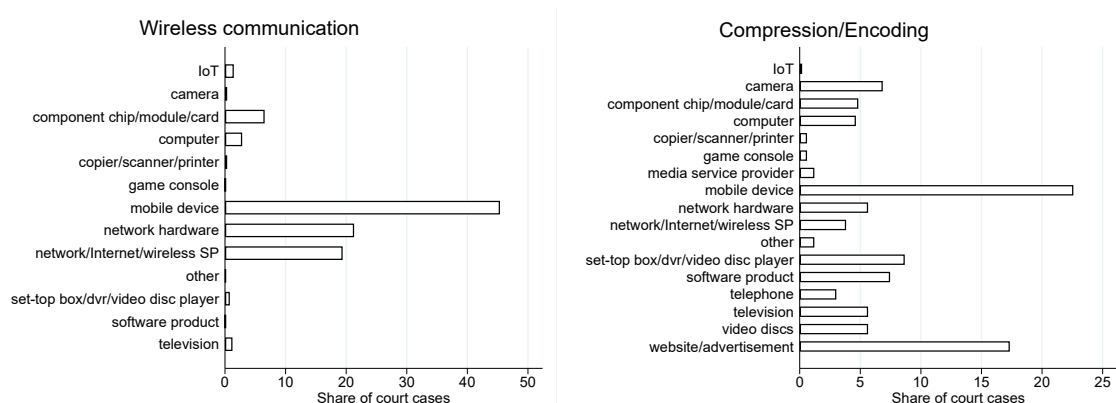 Wireless communication
IoT
camera
component chip/module/card
computer
copier/scanner/printer
game console
mobile device
network hardware
network/Internet/wireless SP
other
set-top box/dvr/video disc player
software product
television
0 10 20 30 40 50
Share of court cases
Compression/Encoding
IoT
camera
component chip/module/card
computer
copier/scanner/printer
game console
media service provider
mobile device
network hardware
network/Internet/wireless SP
other
set-top box/dvr/video disc player
software product
telephone
television
video discs
website/advertisement
0 5 10 15 20 25
Share of court cases